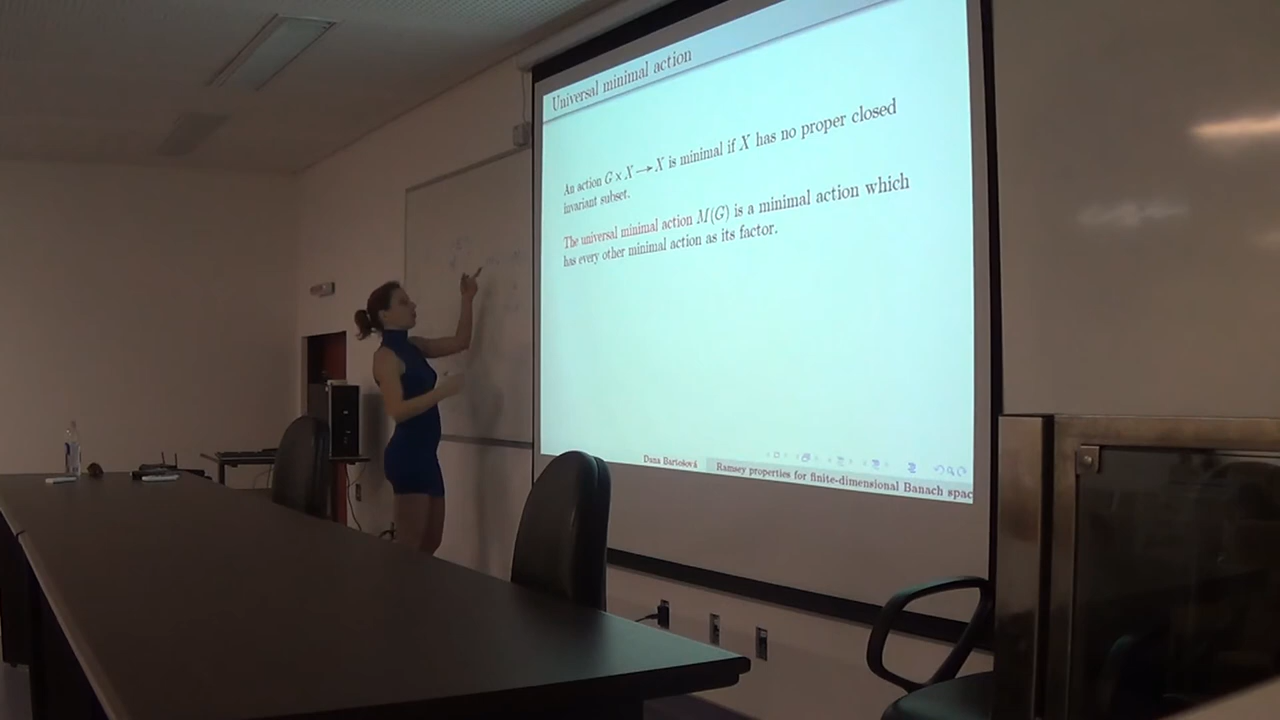 Universal minimal action
An action G × X → X is minimal if X has no proper closed
invariant subset.
The universal minimal action M(G) is a minimal action which
has every other minimal action as its factor.
Dana Bartošová
Ramsey properties for finite-dimensional Banach spac